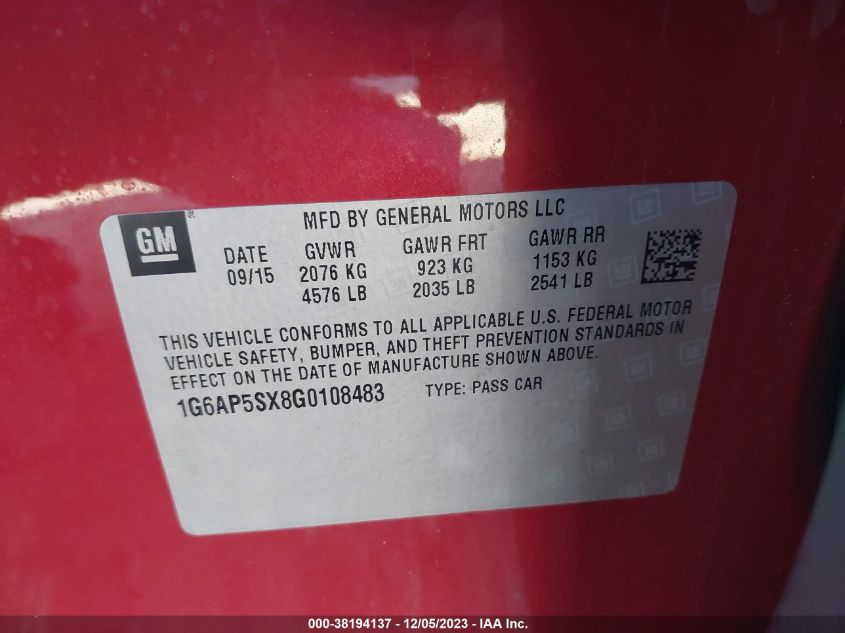 GM
MFD BY GENERAL MOTORS LLC
DATE GVWR GAWR FRT GAWR RR
09/15 2076 KG 923 KG 1153 KG
4576 LB 2035 LB 2541 LB
THIS VEHICLE CONFORMS TO ALL APPLICABLE U.S. FEDERAL MOTOR
VEHICLE SAFETY, BUMPER, AND THEFT PREVENTION STANDARDS IN
EFFECT ON THE DATE OF MANUFACTURE SHOWN ABOVE.
1G6AP5SX8G0108483 TYPE: PASS CAR
000-38194137 - 12/05/2023 - IAA Inc.